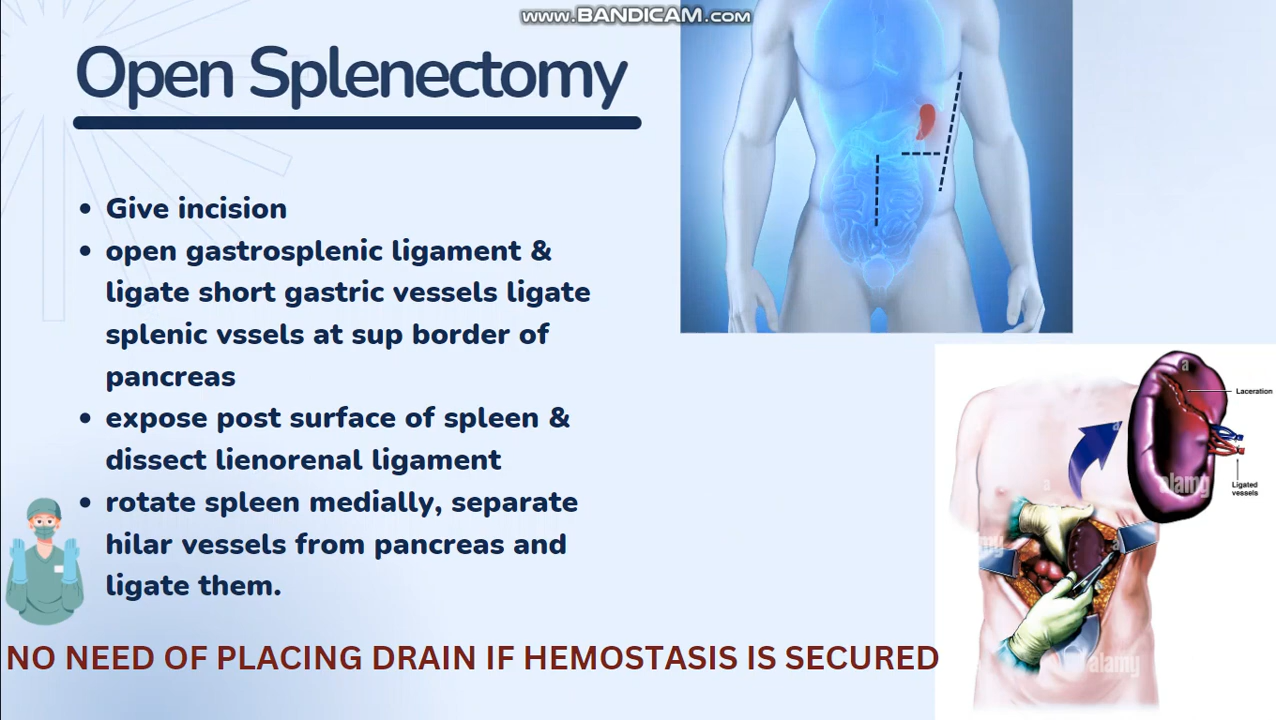 www.BANDICAM.com
Open Splenectomy
• Give incision
• open gastrosplenic ligament &
ligate short gastric vessels ligate
splenic vssels at sup border of
pancreas
• expose post surface of spleen &
dissect lienorenal ligament
• rotate spleen medially, separate
hilar vessels from pancreas and
ligate them.
NO NEED OF PLACING DRAIN IF HEMOSTASIS IS SECURED
a
Laceration
alamy
Ligated
vessels
a
a
alamy